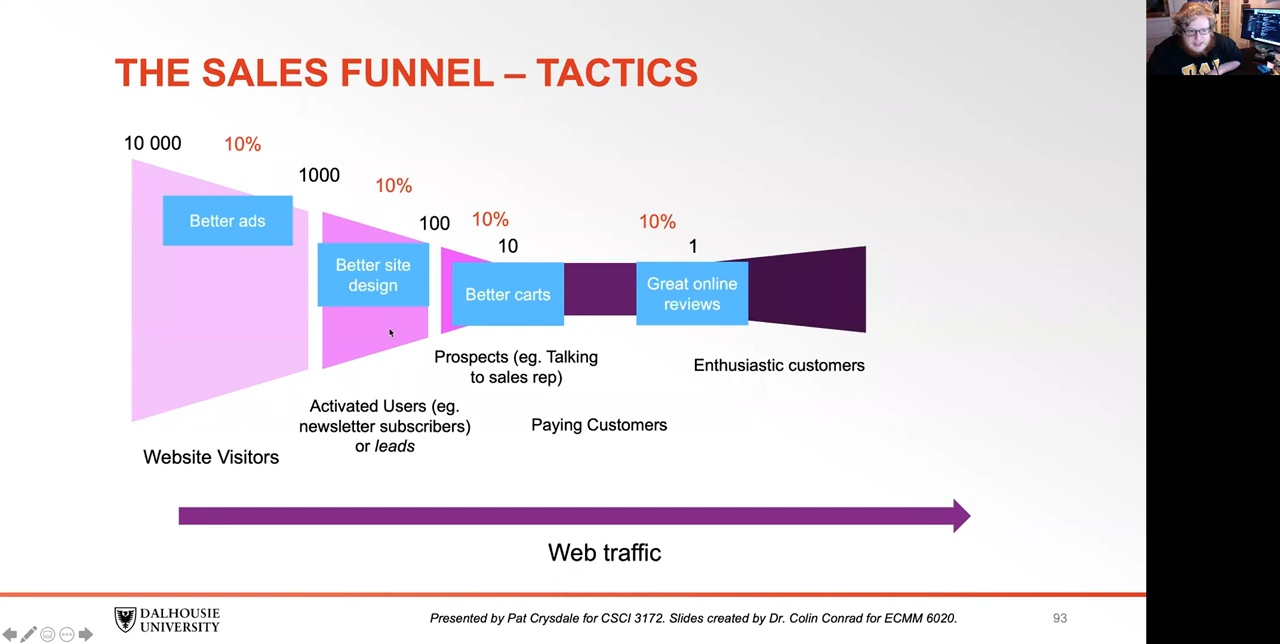 THE SALES FUNNEL – TACTICS
10 000
10%
1000
10%
100
10%
10
10%
1
Better ads
Better site
design
Better carts
Great online
reviews
Prospects (eg. Talking
to sales rep)
Enthusiastic customers
Activated Users (eg.
newsletter subscribers)
or leads
Paying Customers
Website Visitors
Web traffic
DALHOUSIE
UNIVERSITY
Presented by Pat Crysdale for CSCI 3172. Slides created by Dr. Colin Conrad for ECMM 6020.
93